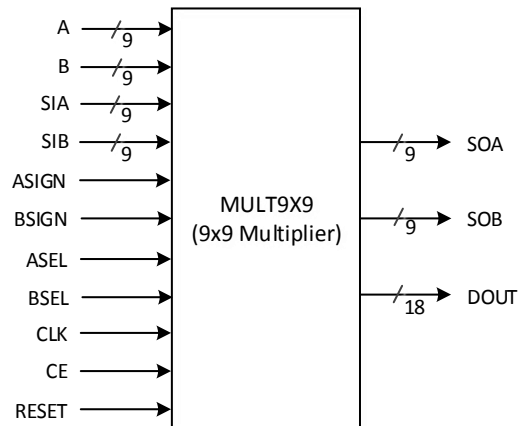 A
9
B
9
SIA
9
SIB
9
ASIGN
BSIGN
ASEL
BSEL
CLK
CE
RESET
MULT9X9
(9x9 Multiplier)
9
SOA
9
SOB
18
DOUT